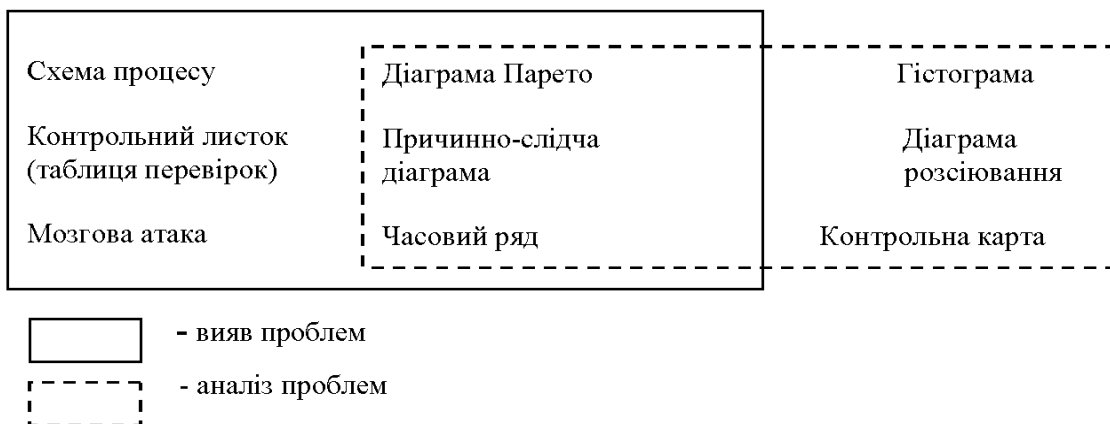 Схема процесу
Діаграма Парето
Гістограма
Контрольний листок
(таблиця перевірок)
Причинно-слідча
діаграма
Діаграма
розсіювання
Мозгова атака
Часовий ряд
Контрольна карта
- вияв проблем
- аналіз проблем